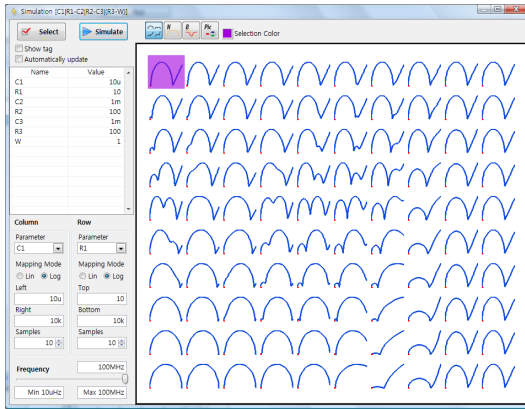 Simulation [C1|R1-C2|R2-C3|(R3-W)]
Select
Simulate
N
B
Pic
Selection Color
Show tag
Automatically update
Name Value
C1 10u
R1 10
C2 1m
R2 100
C3 1m
R3 100
W 1
Column Row
Parameter Parameter
C1 R1
Mapping Mode Mapping Mode
Lin Log Lin Log
Left Top
10u 10
Right Bottom
10k 10k
Samples Samples
10 10
Frequency 100MHz
Min 10uHz Max 100MHz